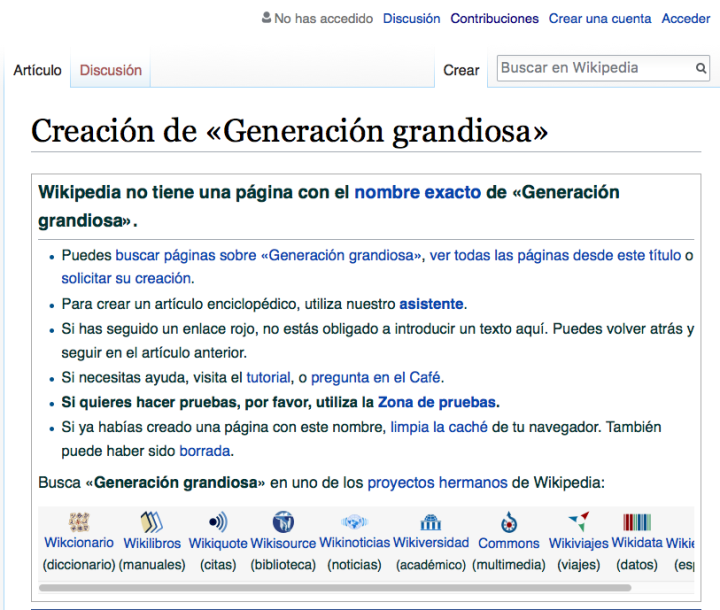 No has accedido Discusión Contribuciones Crear una cuenta Acceder
Artículo Discusión Crear Buscar en Wikipedia
Creación de «Generación grandiosa»
Wikipedia no tiene una página con el nombre exacto de «Generación
grandiosa».
Puedes buscar páginas sobre «Generación grandiosa», ver todas las páginas desde este título o
solicitar su creación.
Para crear un artículo enciclopédico, utiliza nuestro asistente.
Si has seguido un enlace rojo, no estás obligado a introducir un texto aquí. Puedes volver atrás y
seguir en el artículo anterior.
Si necesitas ayuda, visita el tutorial, o pregunta en el Café.
Si quieres hacer pruebas, por favor, utiliza la Zona de pruebas.
Si ya habías creado una página con este nombre, limpia la caché de tu navegador. También
puede haber sido borrada.
Busca «Generación grandiosa» en uno de los proyectos hermanos de Wikipedia:
Wikcionario Wikilibros Wikiquote Wikisource Wikinoticias Wikiversidad Commons Wikiviajes Wikidata Wikie
(diccionario) (manuales) (citas) (biblioteca) (noticias) (académico) (multimedia) (viajes) (datos) (esp